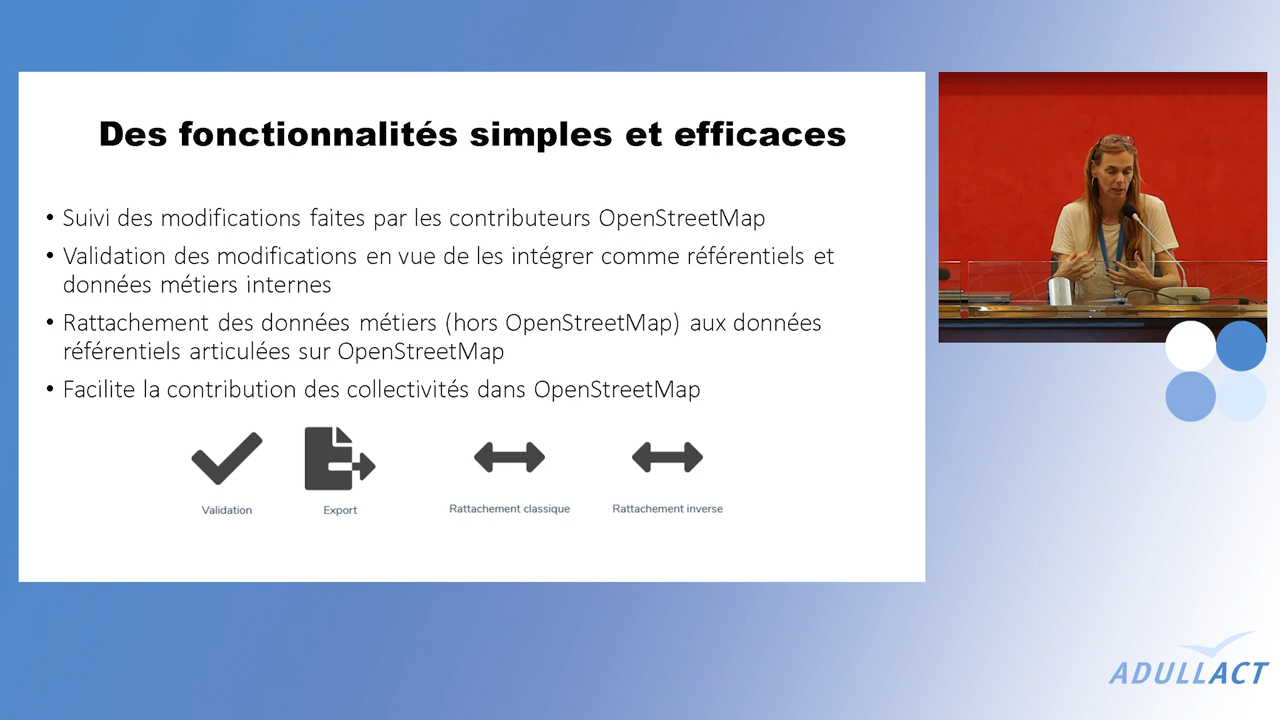 Des fonctionnalités simples et efficaces
• Suivi des modifications faites par les contributeurs OpenStreetMap
• Validation des modifications en vue de les intégrer comme référentiels et
données métiers internes
• Rattachement des données métiers (hors OpenStreetMap) aux données
référentiels articulées sur OpenStreetMap
• Facilite la contribution des collectivités dans OpenStreetMap
Validation
Export
Rattachement classique
Rattachement inverse
ADULLACT